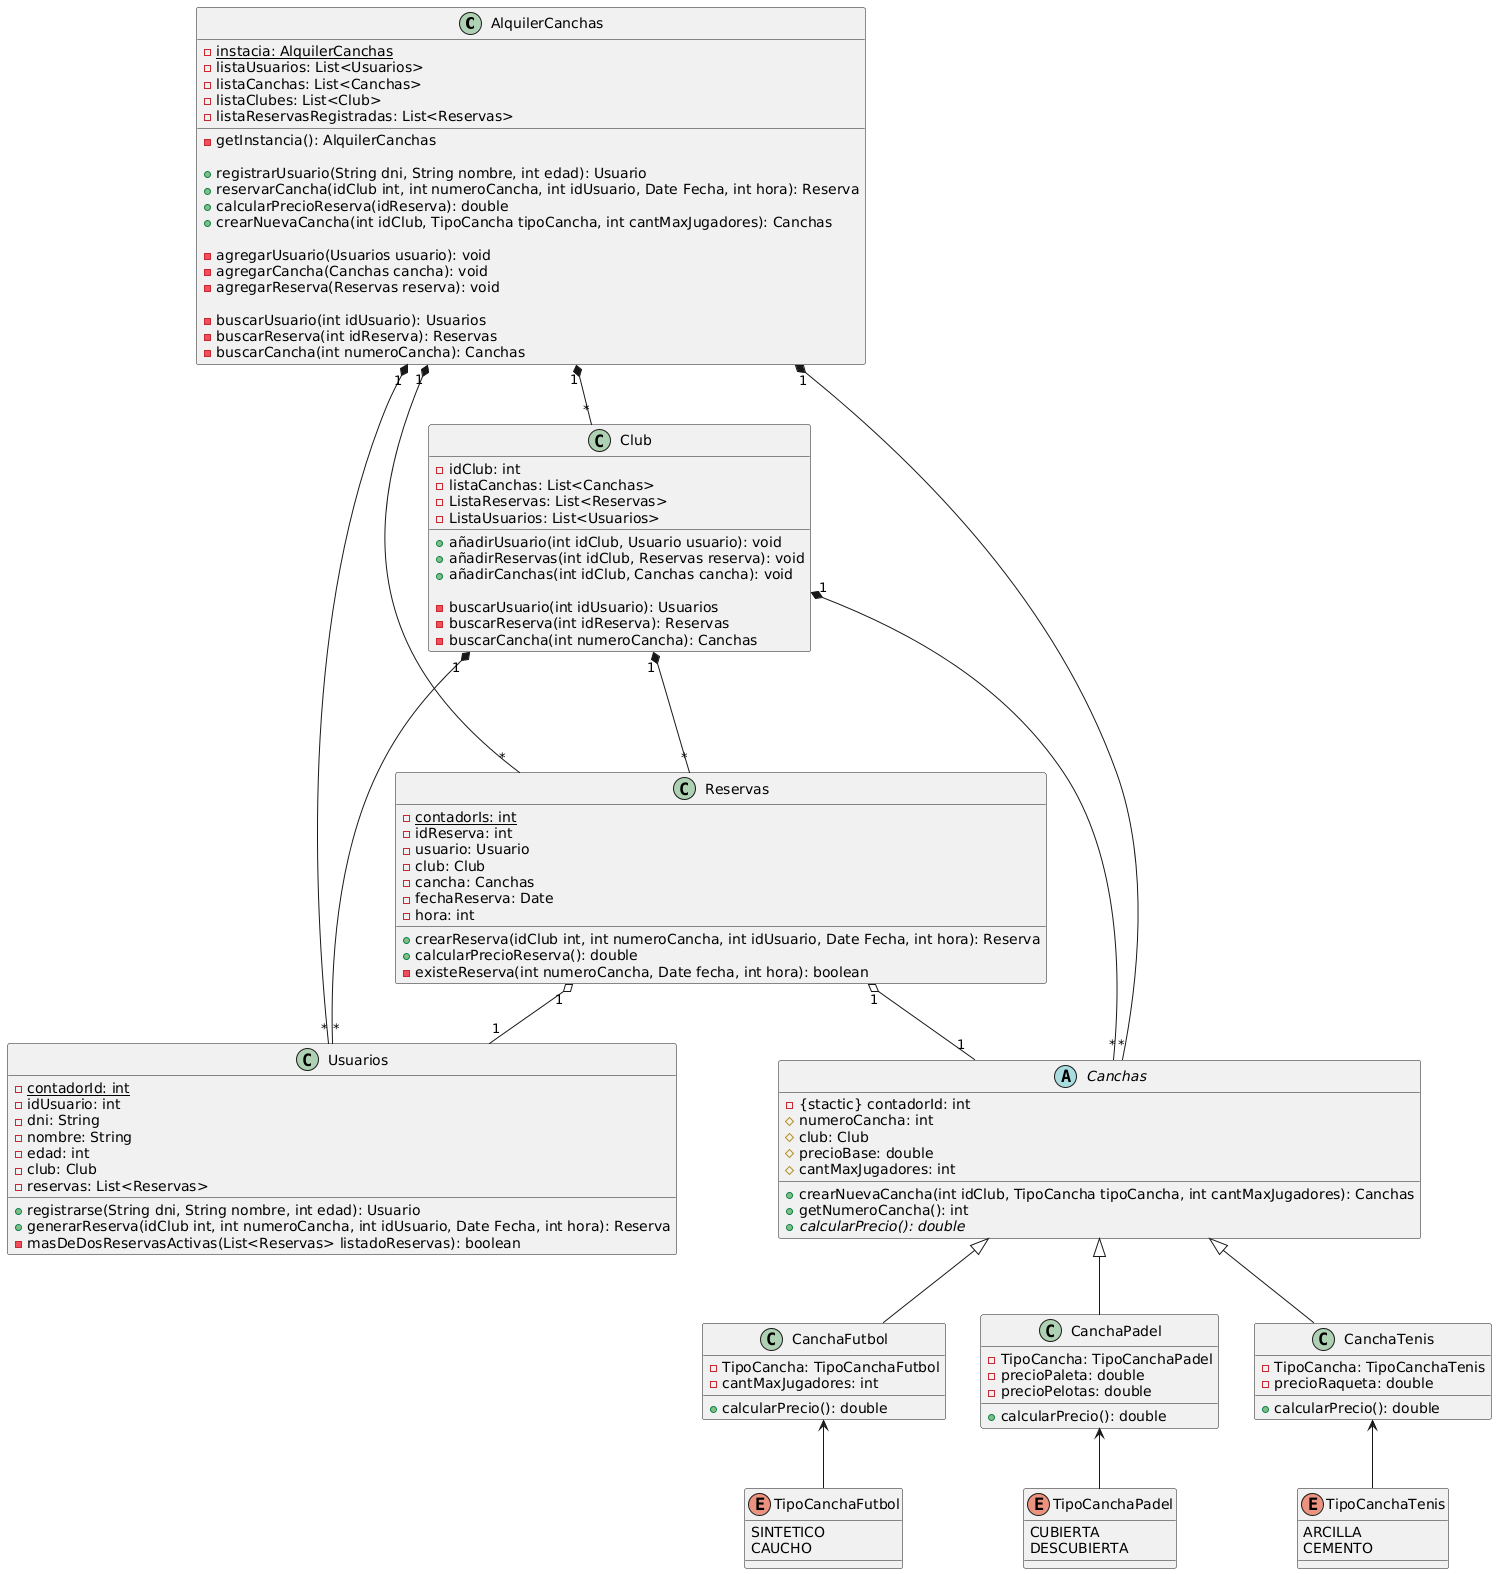 AlquilerCanchas
instacia: AlquilerCanchas
listaUsuarios: List<Usuarios>
listaCanchas: List<Canchas>
listaClubes: List<Club>
listaReservasRegistradas: List<Reservas>
getInstancia(): AlquilerCanchas
registrarUsuario(String dni, String nombre, int edad): Usuario
reservarCancha(idClub int, int numeroCancha, int idUsuario, Date Fecha, int hora): Reserva
calcularPrecioReserva(idReserva): double
crearNuevaCancha(int idClub, TipoCancha tipoCancha, int cantMaxJugadores): Canchas
agregarUsuario(Usuarios usuario): void
agregarCancha(Canchas cancha): void
agregarReserva(Reservas reserva): void
buscarUsuario(int idUsuario): Usuarios
buscarReserva(int idReserva): Reservas
buscarCancha(int numeroCancha): Canchas
1 1 1 1
*
Club
idClub: int
listaCanchas: List<Canchas>
ListaReservas: List<Reservas>
ListaUsuarios: List<Usuarios>
añadirUsuario(int idClub, Usuario usuario): void
añadirReservas(int idClub, Reservas reserva): void
añadirCanchas(int idClub, Canchas cancha): void
buscarUsuario(int idUsuario): Usuarios
buscarReserva(int idReserva): Reservas
buscarCancha(int numeroCancha): Canchas
1
1 1
* *
Reservas
contadorIs: int
idReserva: int
usuario: Usuario
club: Club
cancha: Canchas
fechaReserva: Date
hora: int
crearReserva(idClub int, int numeroCancha, int idUsuario, Date Fecha, int hora): Reserva
calcularPrecioReserva(): double
existeReserva(int numeroCancha, Date fecha, int hora): boolean
1 1
* * 1 1 * *
Usuarios
contadorId: int
idUsuario: int
dni: String
nombre: String
edad: int
club: Club
reservas: List<Reservas>
registrarse(String dni, String nombre, int edad): Usuario
generarReserva(idClub int, int numeroCancha, int idUsuario, Date Fecha, int hora): Reserva
masDeDosReservasActivas(List<Reservas> listadoReservas): boolean
Canchas
{stactic} contadorId: int
numeroCancha: int
club: Club
precioBase: double
cantMaxJugadores: int
crearNuevaCancha(int idClub, TipoCancha tipoCancha, int cantMaxJugadores): Canchas
getNumeroCancha(): int
calcularPrecio(): double
CanchaFutbol
TipoCancha: TipoCanchaFutbol
cantMaxJugadores: int
calcularPrecio(): double
CanchaPadel
TipoCancha: TipoCanchaPadel
precioPaleta: double
precioPelotas: double
calcularPrecio(): double
CanchaTenis
TipoCancha: TipoCanchaTenis
precioRaqueta: double
calcularPrecio(): double
TipoCanchaFutbol
SINTETICO
CAUCHO
TipoCanchaPadel
CUBIERTA
DESCUBIERTA
TipoCanchaTenis
ARCILLA
CEMENTO